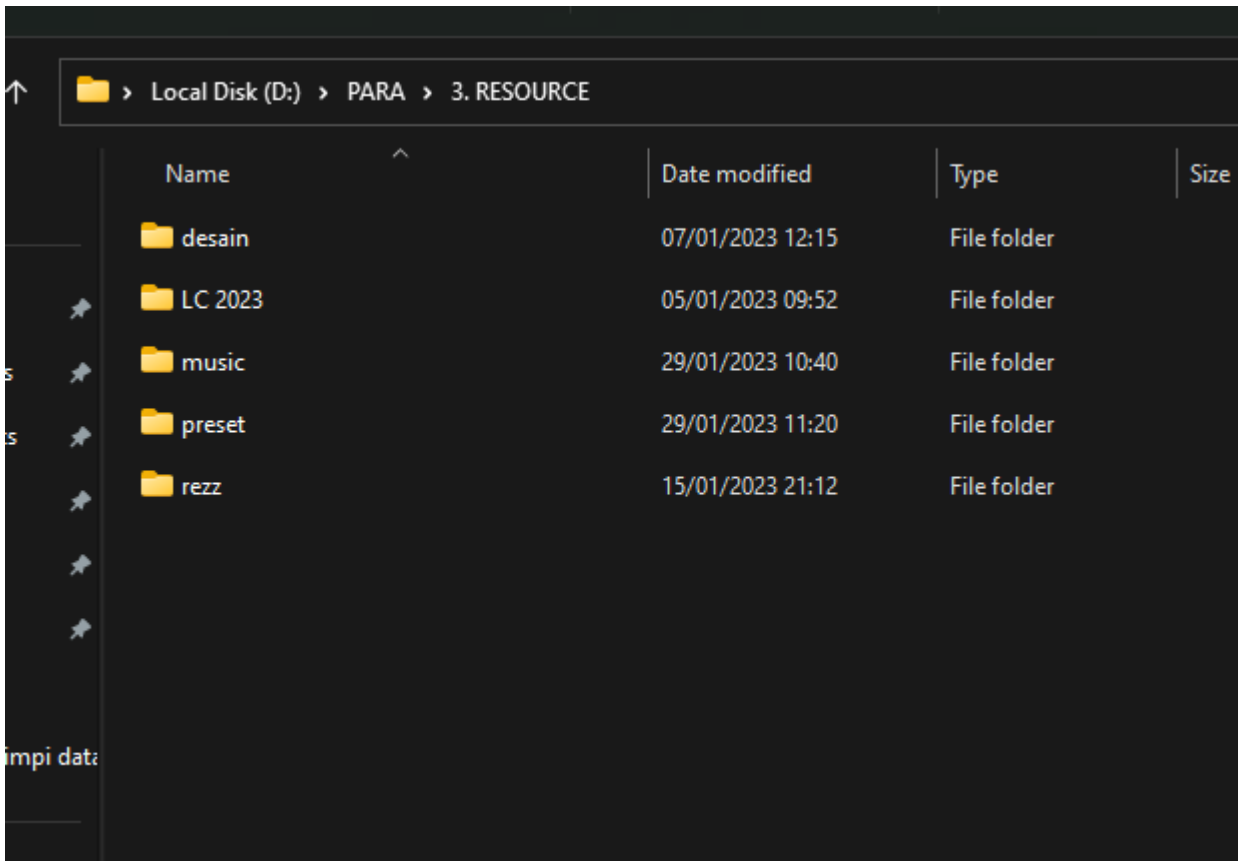 Local Disk (D:) > PARA > 3. RESOURCE
Name Date modified Type Size
desain 07/01/2023 12:15 File folder
LC 2023 05/01/2023 09:52 File folder
music 29/01/2023 10:40 File folder
preset 29/01/2023 11:20 File folder
rezz 15/01/2023 21:12 File folder